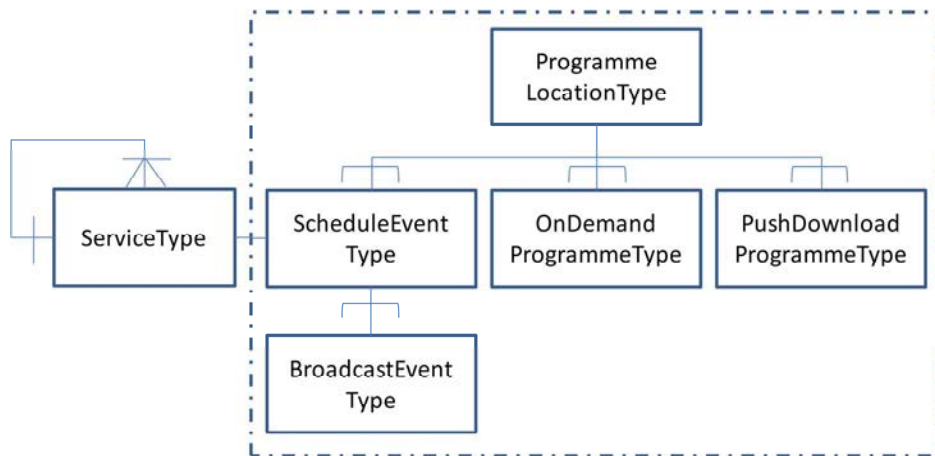 Programme
LocationType
ServiceType
ScheduleEvent
Type
OnDemand
ProgrammeType
PushDownload
ProgrammeType
BroadcastEvent
Type